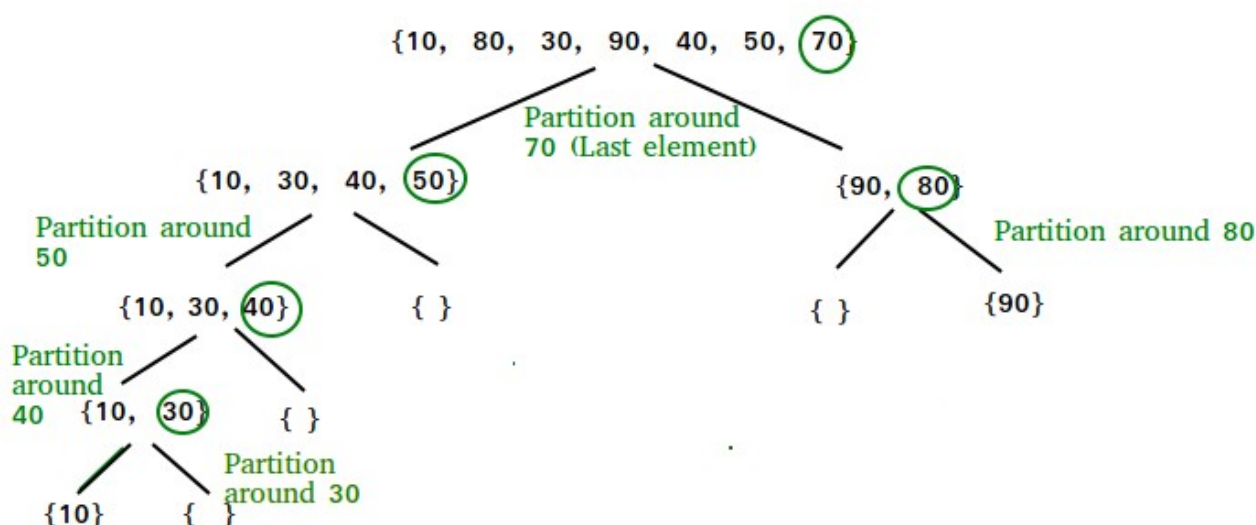 {10, 80, 30, 90, 40, 50, 70}
Partition around
70 (Last element)
{10, 30, 40, 50}
{90, 80}
Partition around
50
Partition around 80
{10, 30, 40}
{ }
{ }
{90}
Partition
around
40
{10, 30}
{ }
Partition
around 30
{10}
{ }